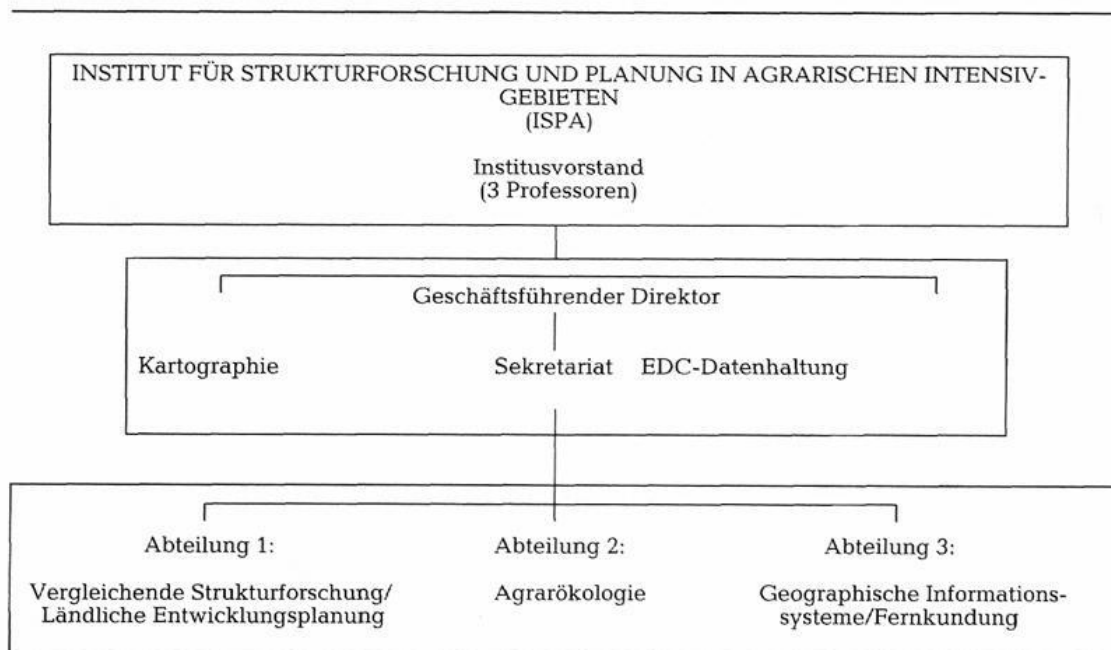 INSTITUT FÜR STRUKTURFORSCHUNG UND PLANUNG IN AGRARISCHEN INTENSIV-
GEBIETEN
(ISPA)
Institusvorstand
(3 Professoren)
Geschäftsführender Direktor
Kartographie Sekretariat EDC-Datenhaltung
Abteilung 1: Abteilung 2: Abteilung 3:
Vergleichende Strukturforschung/ Agrarökologie Geographische Informations-
Ländliche Entwicklungsplanung systeme/Fernkundung